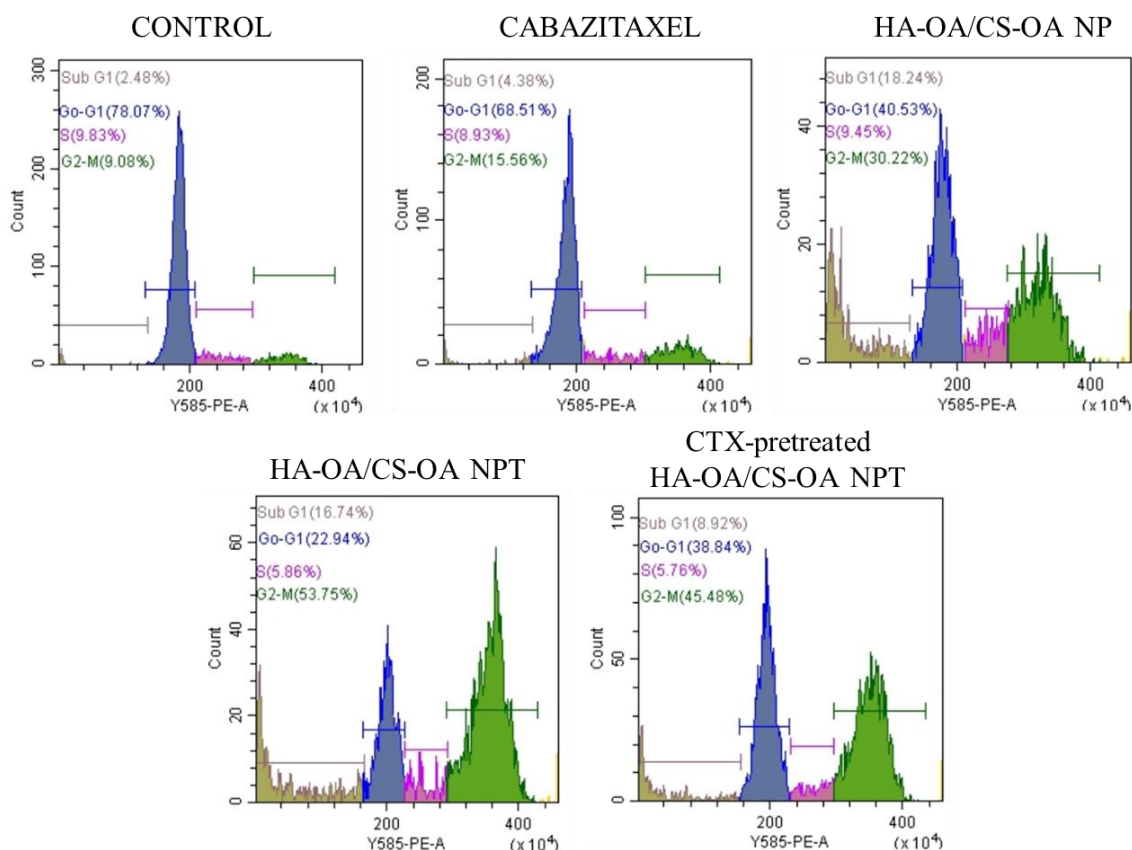 CONTROL
300
Sub G1(2.48%)
Go-G1(78.07%)
S(9.83%)
G2-M(9.08%)
200
Count
100
0
200
400
Y585-PE-A
(x10⁴)
CABAZITAXEL
200
Sub G1(4.38%)
Go-G1(68.51%)
S(8.93%)
G2-M(15.56%)
Count
100
0
200
400
Y585-PE-A
(x10⁴)
HA-OA/CS-OA NP
Sub G1(18.24%)
Go-G1(40.53%)
40
S(9.45%)
G2-M(30.22%)
Count
20
0
200
400
Y585-PE-A
(x10⁴)
HA-OA/CS-OA NPT
Sub G1(16.74%)
Go-G1(22.94%)
60
S(5.86%)
G2-M(53.75%)
40
Count
20
0
200
400
Y585-PE-A
(x10⁴)
CTX-pretreated
HA-OA/CS-OA NPT
100
Sub G1(8.92%)
Go-G1(38.84%)
S(5.76%)
G2-M(45.48%)
Count
50
0
200
400
Y585-PE-A
(x10⁴)